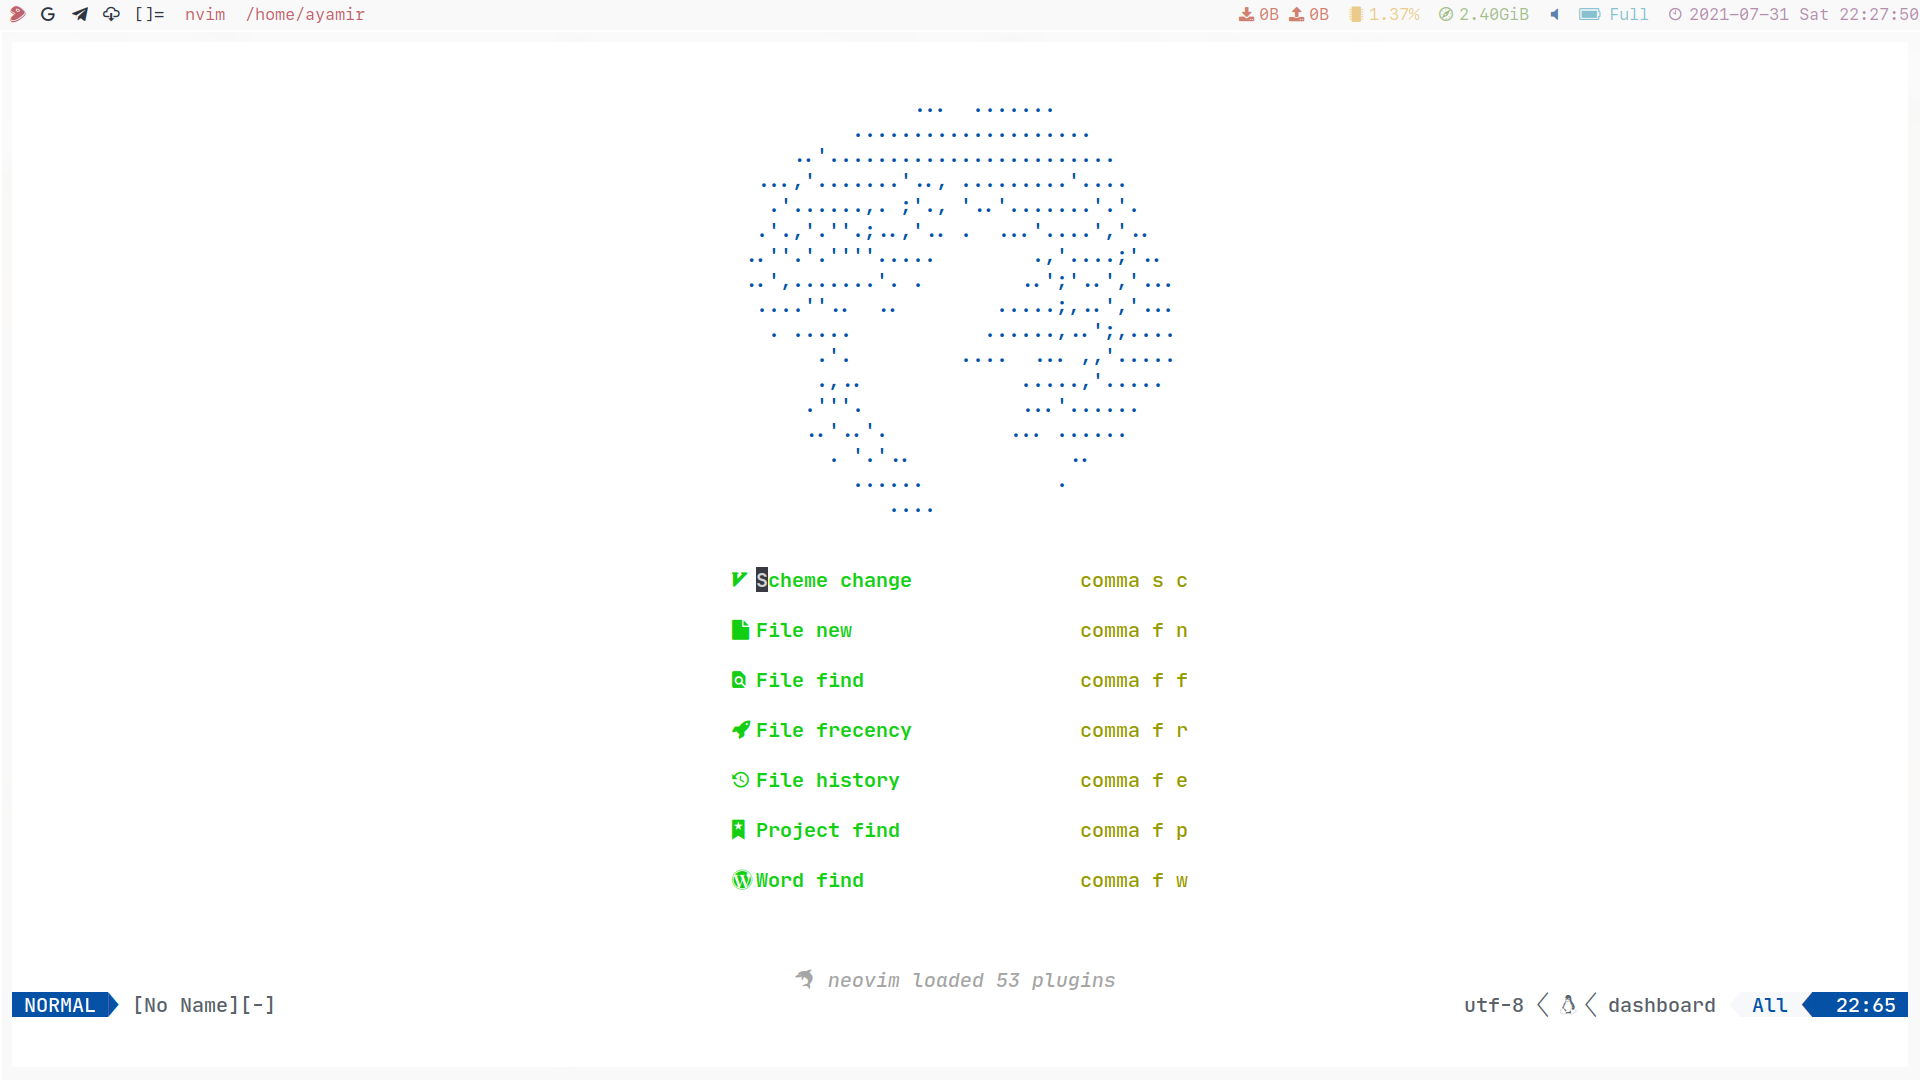 []= nvim /home/ayamir 0B 0B 1.37% 2.40GiB Full 2021-07-31 Sat 22:27:50
Scheme change comma s c
File new comma f n
File find comma f f
File frecency comma f r
File history comma f e
Project find comma f p
Word find comma f w
neovim loaded 53 plugins
NORMAL [No Name][-] utf-8 dashboard All 22:65